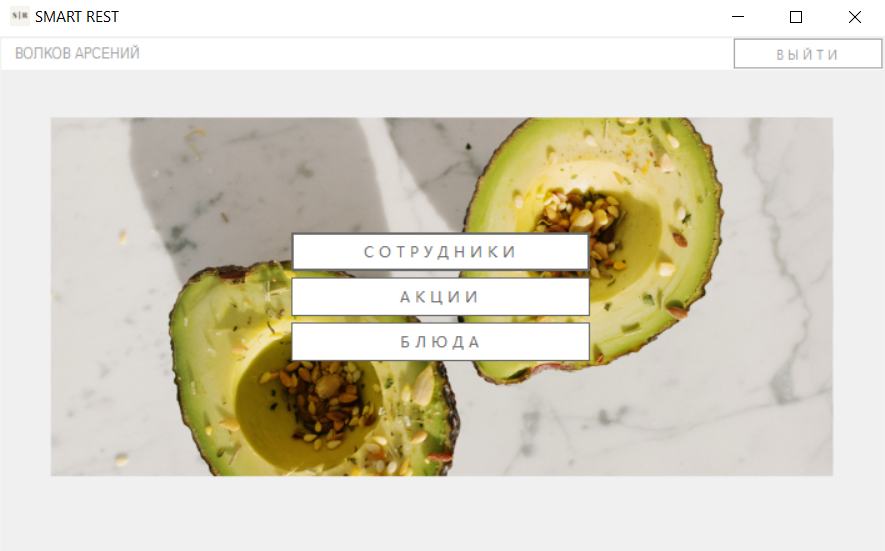 S|R SMART REST
ВОЛКОВ АРСЕНИЙ
ВЫЙТИ
СОТРУДНИКИ
АКЦИИ
БЛЮДА